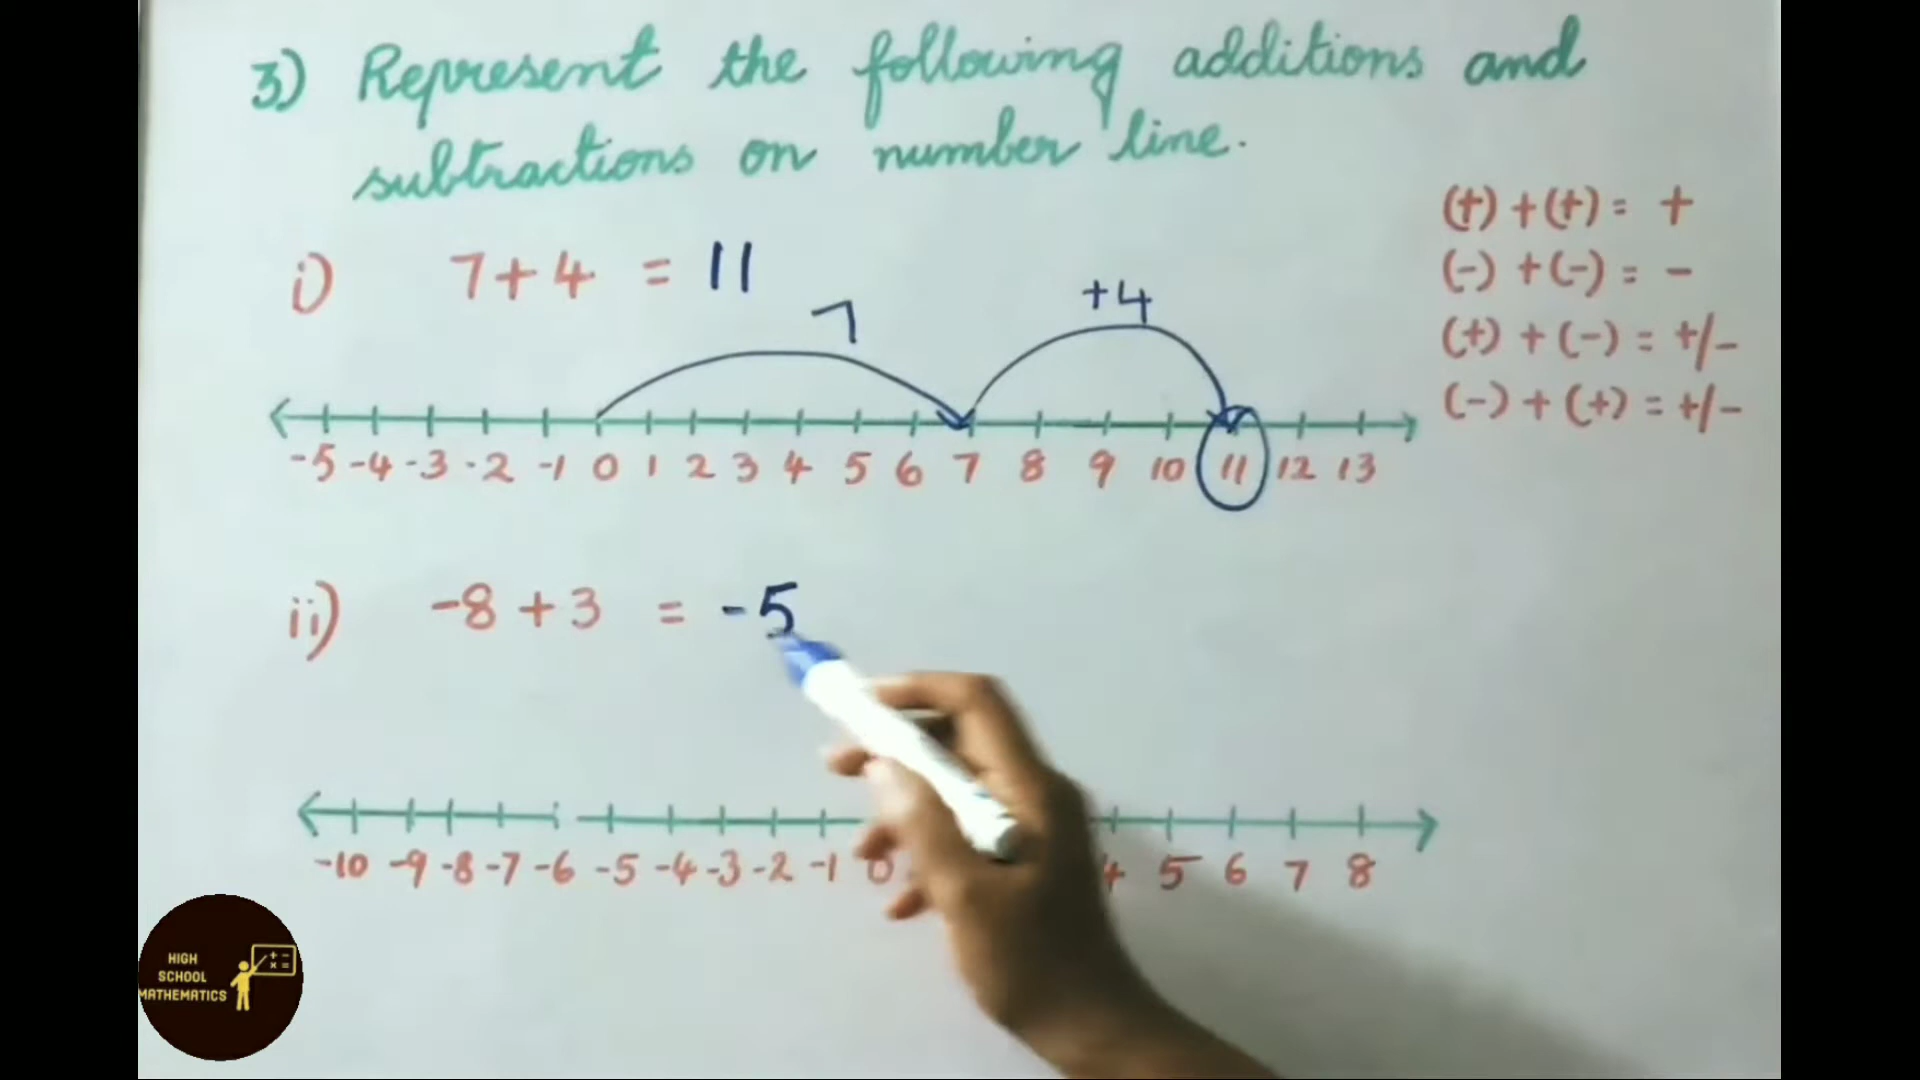 3) Represent the following additions and
subtractions on number line.
(+) + (+) = +
(-) + (-) = -
(+) + (-) = +/-
(-) + (+) = +/-
i) 7+4 = 11
7 +4
-5 -4 -3 -2 -1 0 1 2 3 4 5 6 7 8 9 10 11 12 13
ii) -8 + 3 = -5
-10 -9 -8 -7 -6 -5 -4 -3 -2 -1 0 4 5 6 7 8
HIGH
SCHOOL
MATHEMATICS
+ -
× =